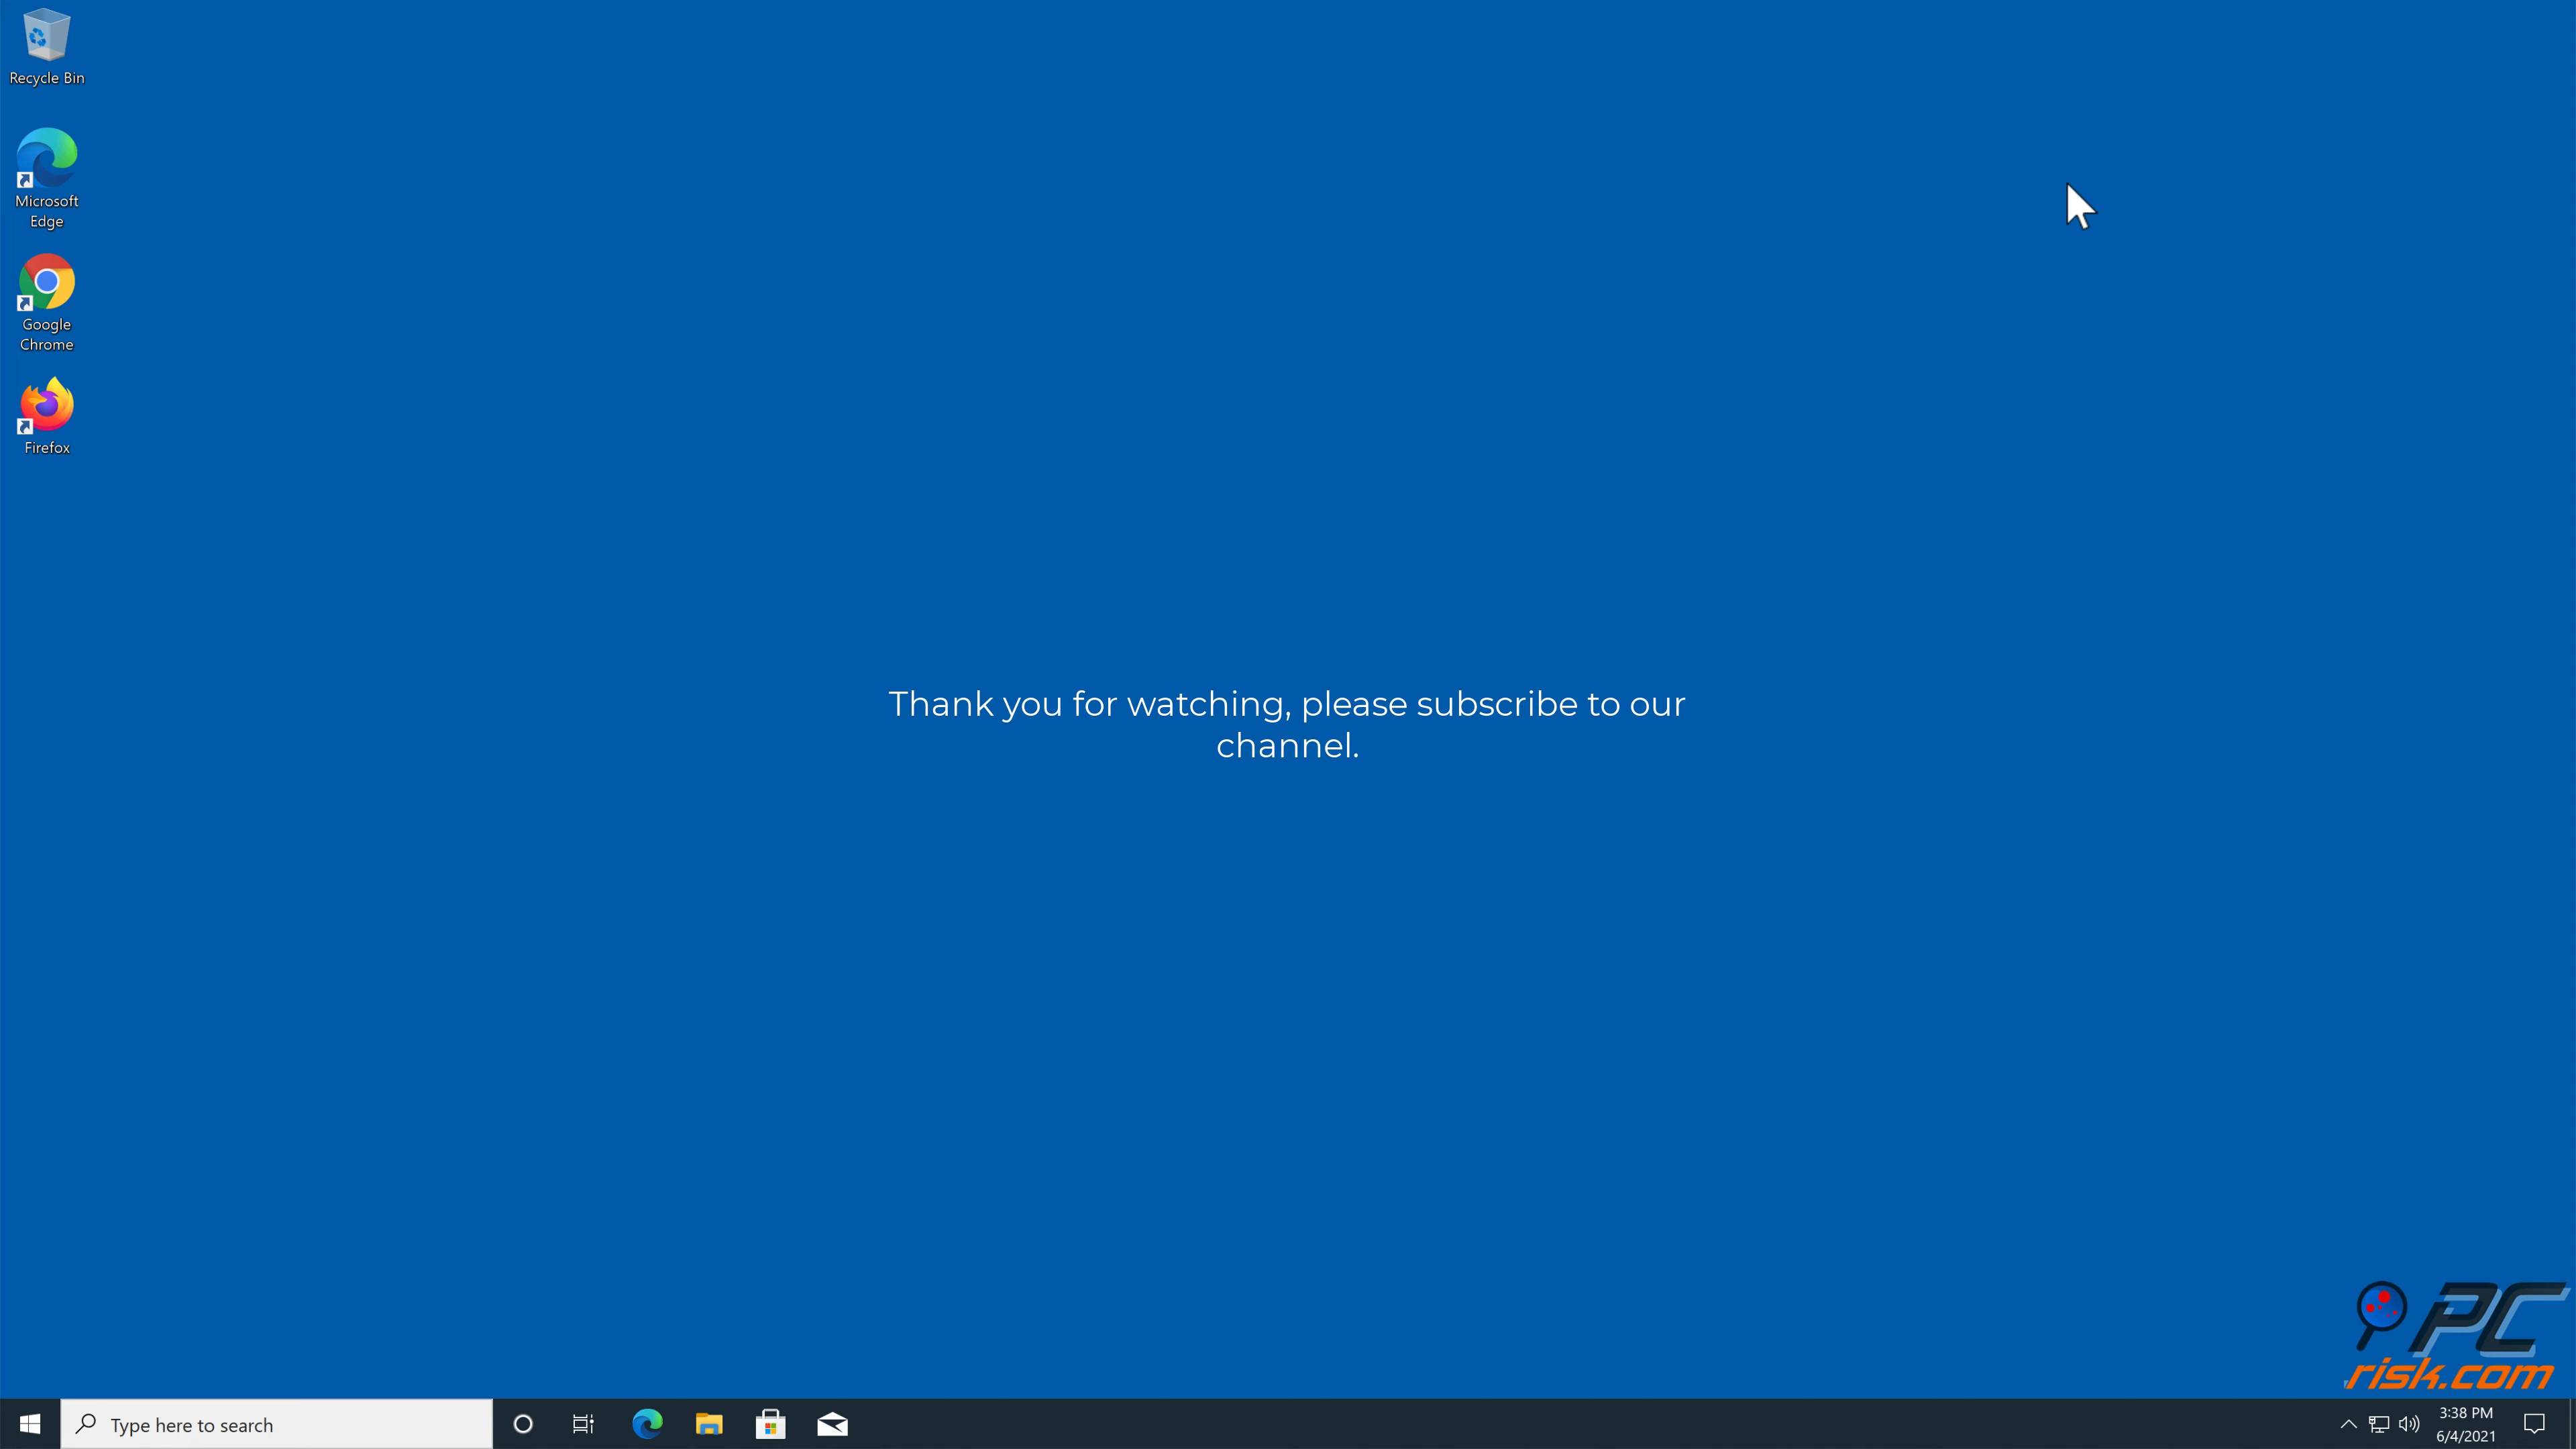 Recycle Bin
Microsoft
Edge
Google
Chrome
Firefox
Thank you for watching, please subscribe to our
channel.
PC
risk.com
Type here to search
3:38 PM
6/4/2021